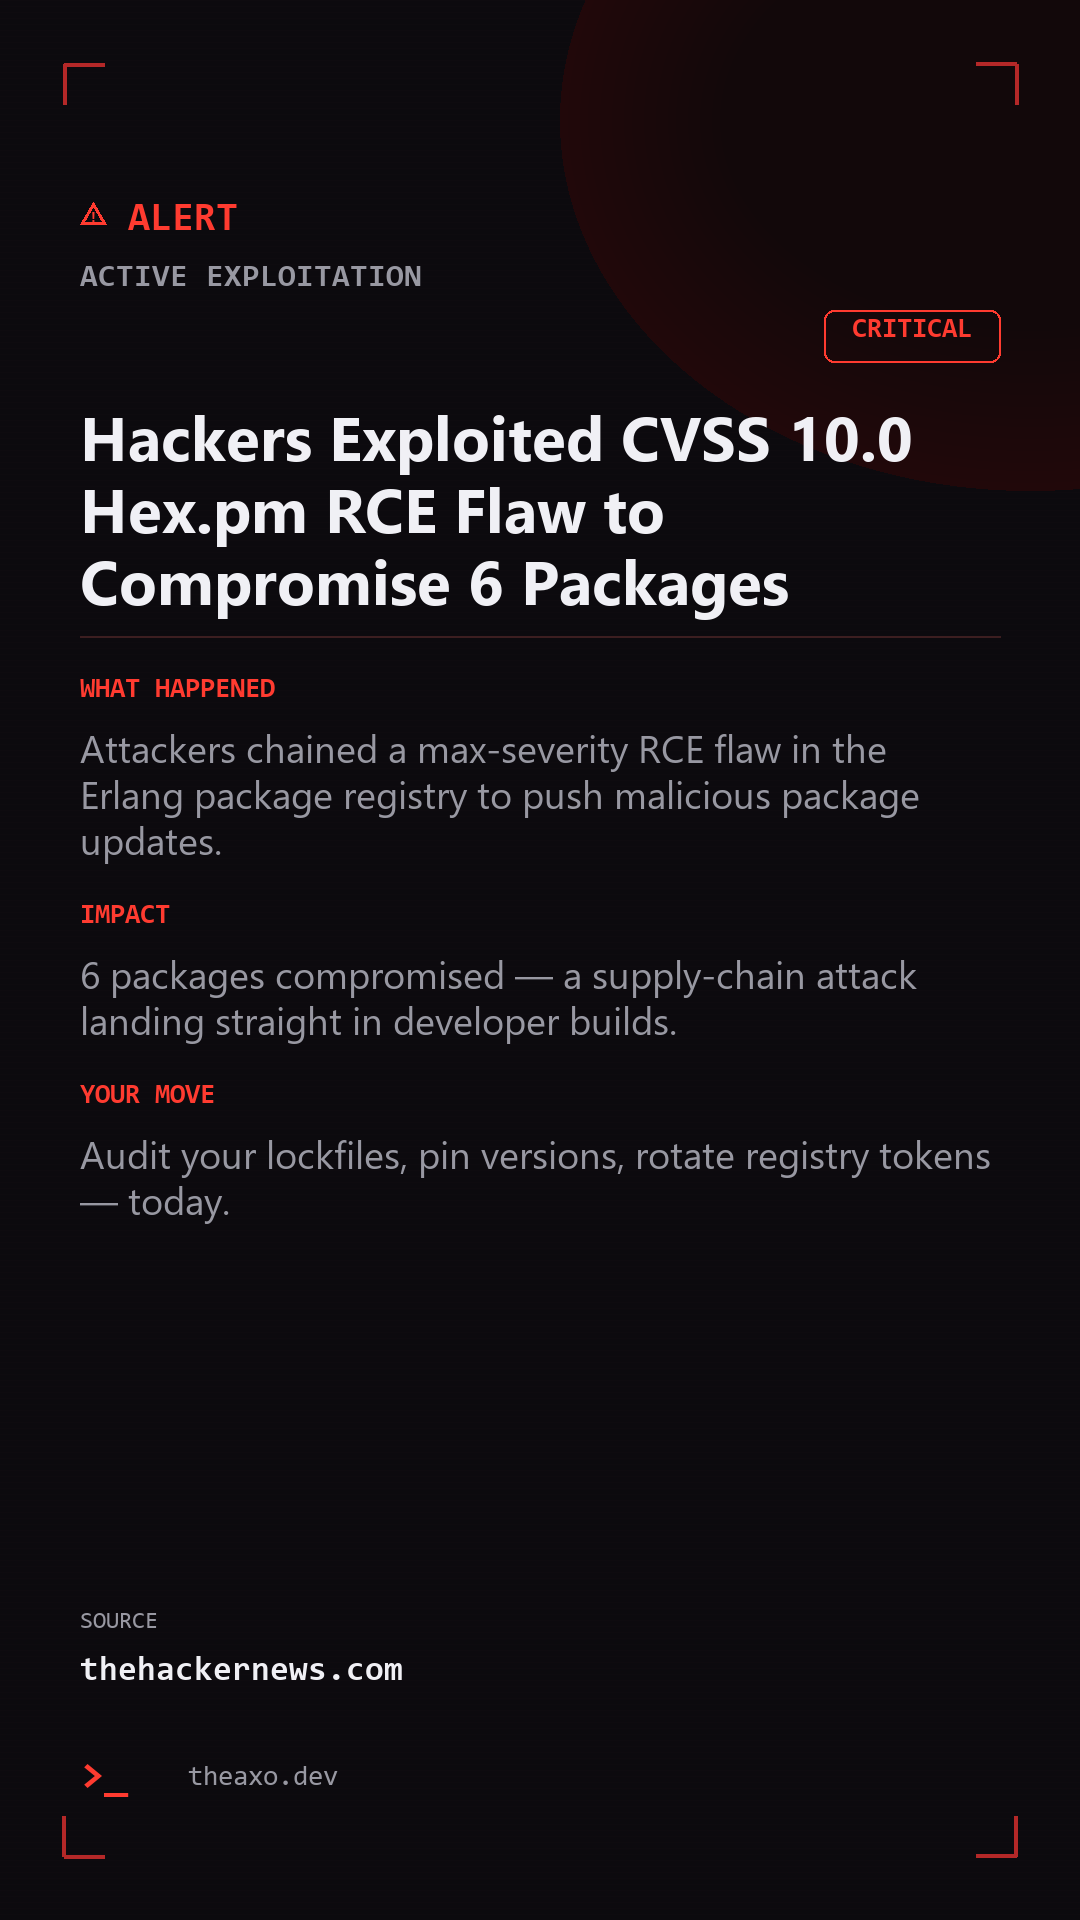 ⚠ ALERT
ACTIVE EXPLOITATION
CRITICAL
Hackers Exploited CVSS 10.0
Hex.pm RCE Flaw to
Compromise 6 Packages
WHAT HAPPENED
Attackers chained a max-severity RCE flaw in the
Erlang package registry to push malicious package
updates.
IMPACT
6 packages compromised — a supply-chain attack
landing straight in developer builds.
YOUR MOVE
Audit your lockfiles, pin versions, rotate registry tokens
— today.
SOURCE
thehackernews.com
>_ theaxo.dev